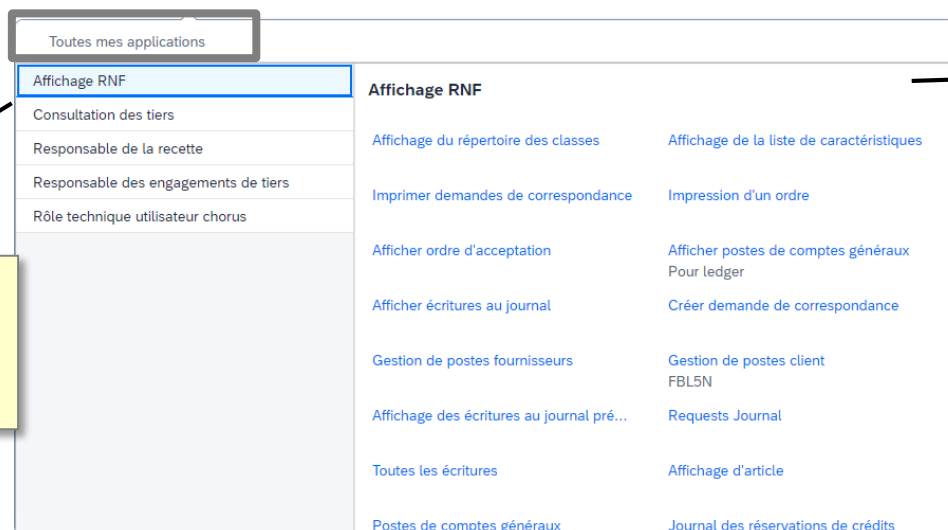 Toutes mes applications
Affichage RNF
Consultation des tiers
Responsable de la recette
Responsable des engagements de tiers
Rôle technique utilisateur chorus
Affichage RNF
Affichage du répertoire des classes
Affichage de la liste de caractéristiques
Imprimer demandes de correspondance
Impression d'un ordre
Afficher ordre d'acceptation
Afficher postes de comptes généraux
Pour ledger
Afficher écritures au journal
Créer demande de correspondance
Gestion de postes fournisseurs
Gestion de postes client
FBL5N
Affichage des écritures au journal pré...
Requests Journal
Toutes les écritures
Affichage d'article
Postes de comptes généraux
Journal des réservations de crédits